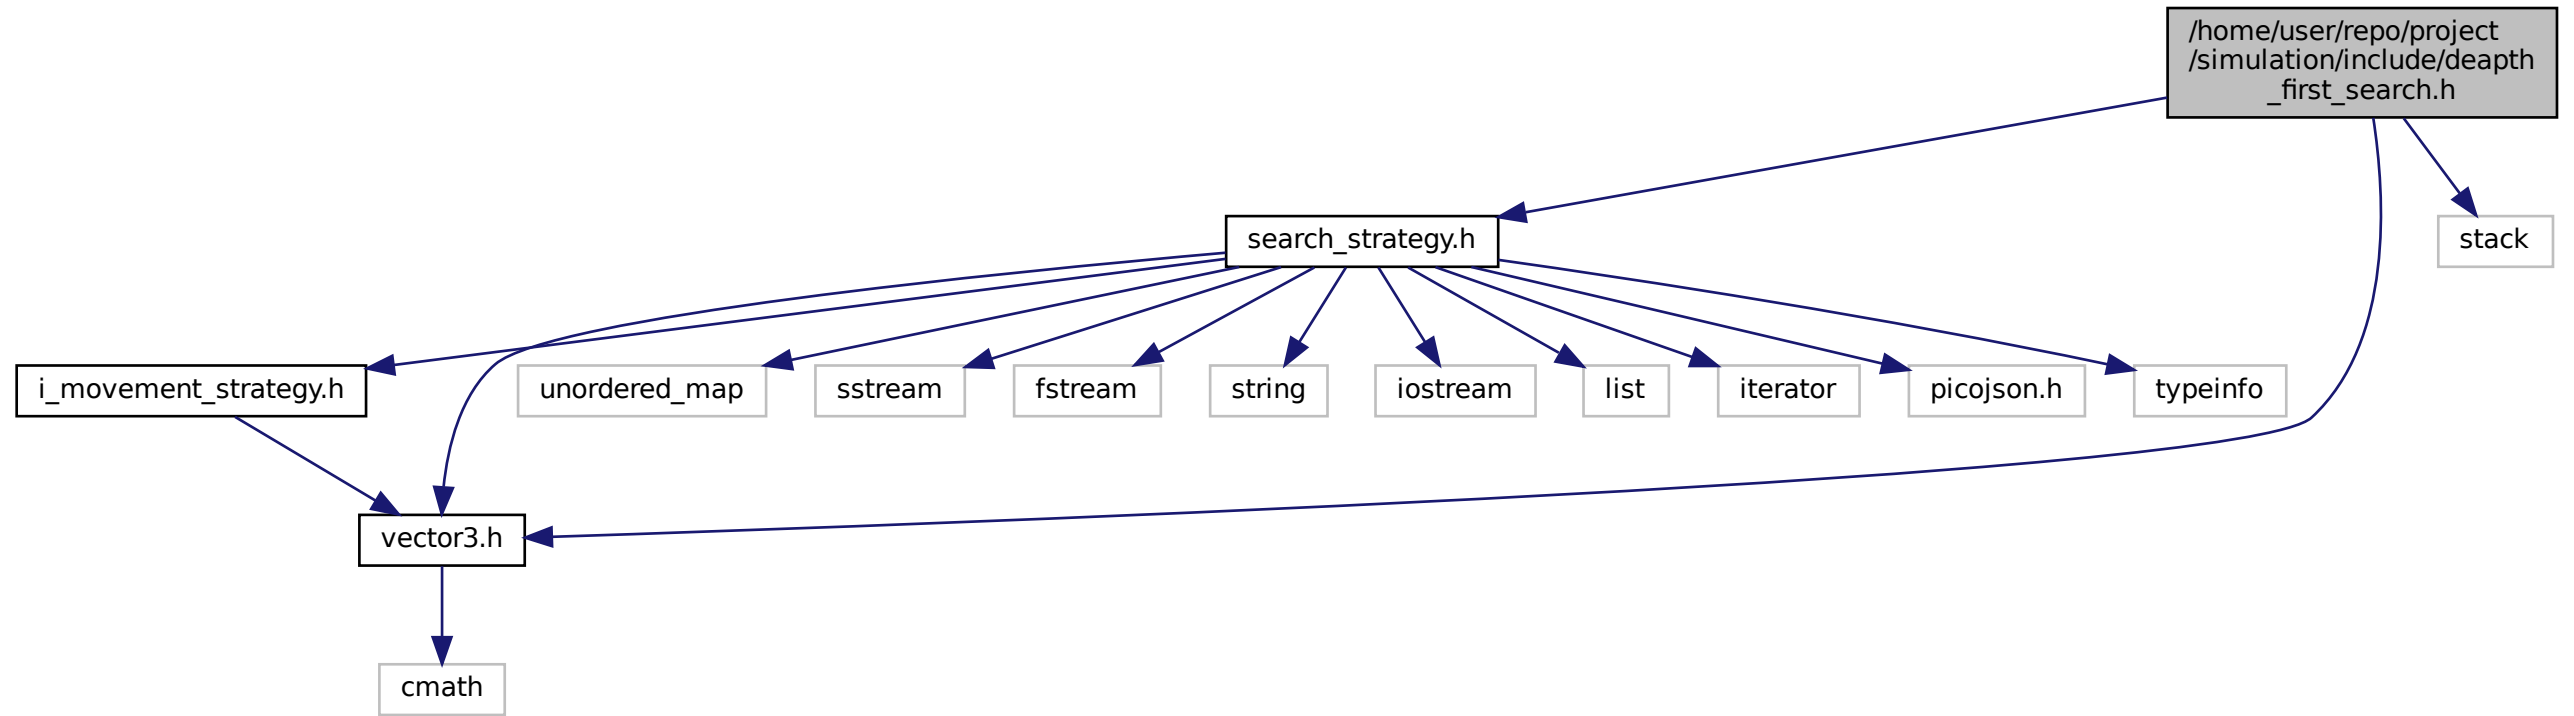 /home/user/repo/project
/simulation/include/deapth
_first_search.h
search_strategy.h
stack
i_movement_strategy.h
unordered_map
sstream
fstream
string
iostream
list
iterator
picojson.h
typeinfo
vector3.h
cmath